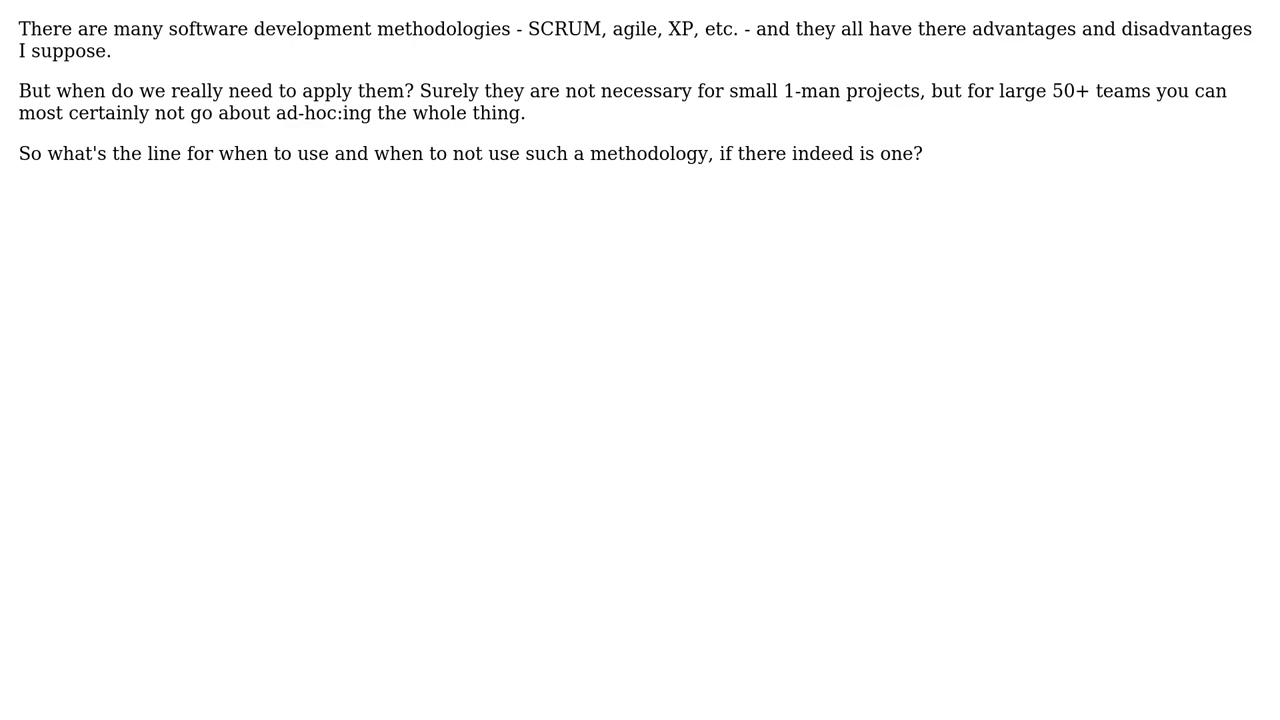 There are many software development methodologies - SCRUM, agile, XP, etc. - and they all have there advantages and disadvantages
I suppose.
But when do we really need to apply them? Surely they are not necessary for small 1-man projects, but for large 50+ teams you can
most certainly not go about ad-hoc:ing the whole thing.
So what's the line for when to use and when to not use such a methodology, if there indeed is one?